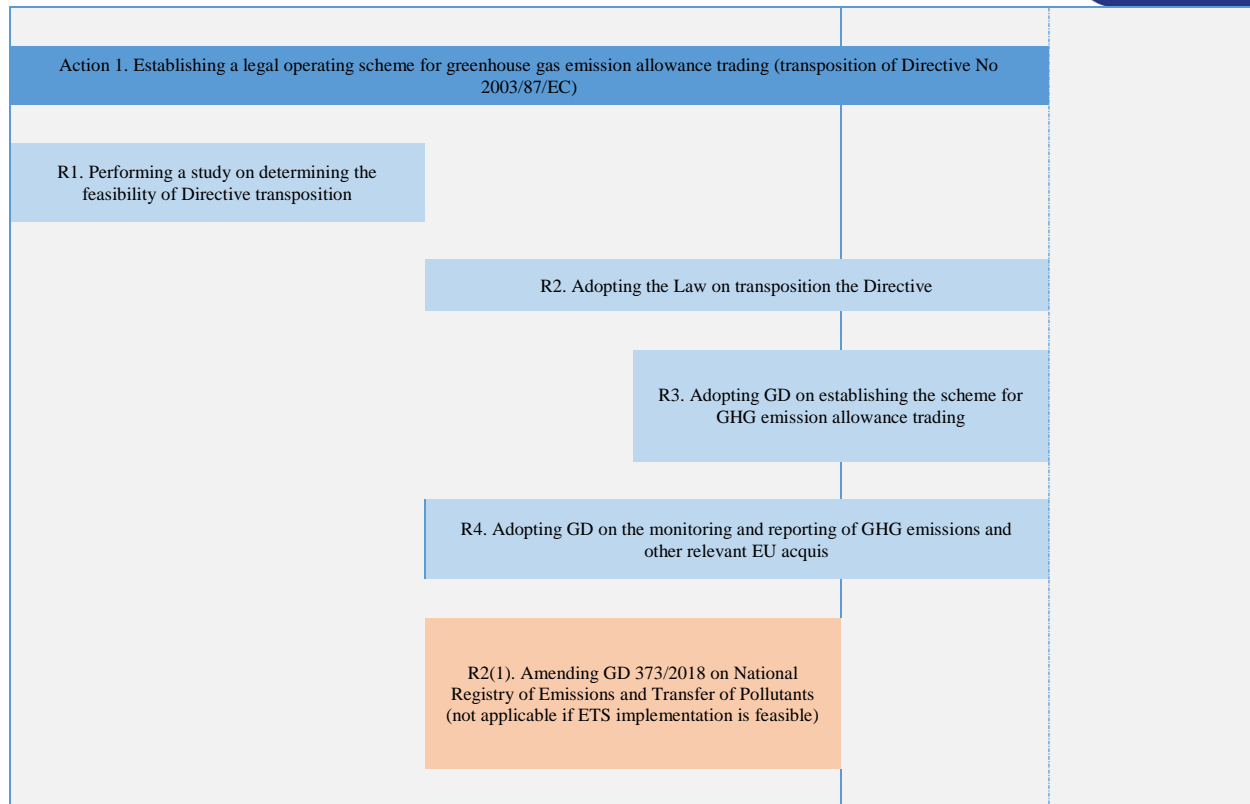 Action 1. Establishing a legal operating scheme for greenhouse gas emission allowance trading (transposition of Directive No
2003/87/EC)
R1. Performing a study on determining the
feasibility of Directive transposition
R2. Adopting the Law on transposition the Directive
R3. Adopting GD on establishing the scheme for
GHG emission allowance trading
R4. Adopting GD on the monitoring and reporting of GHG emissions and
other relevant EU acquis
R2(1). Amending GD 373/2018 on National
Registry of Emissions and Transfer of Pollutants
(not applicable if ETS implementation is feasible)